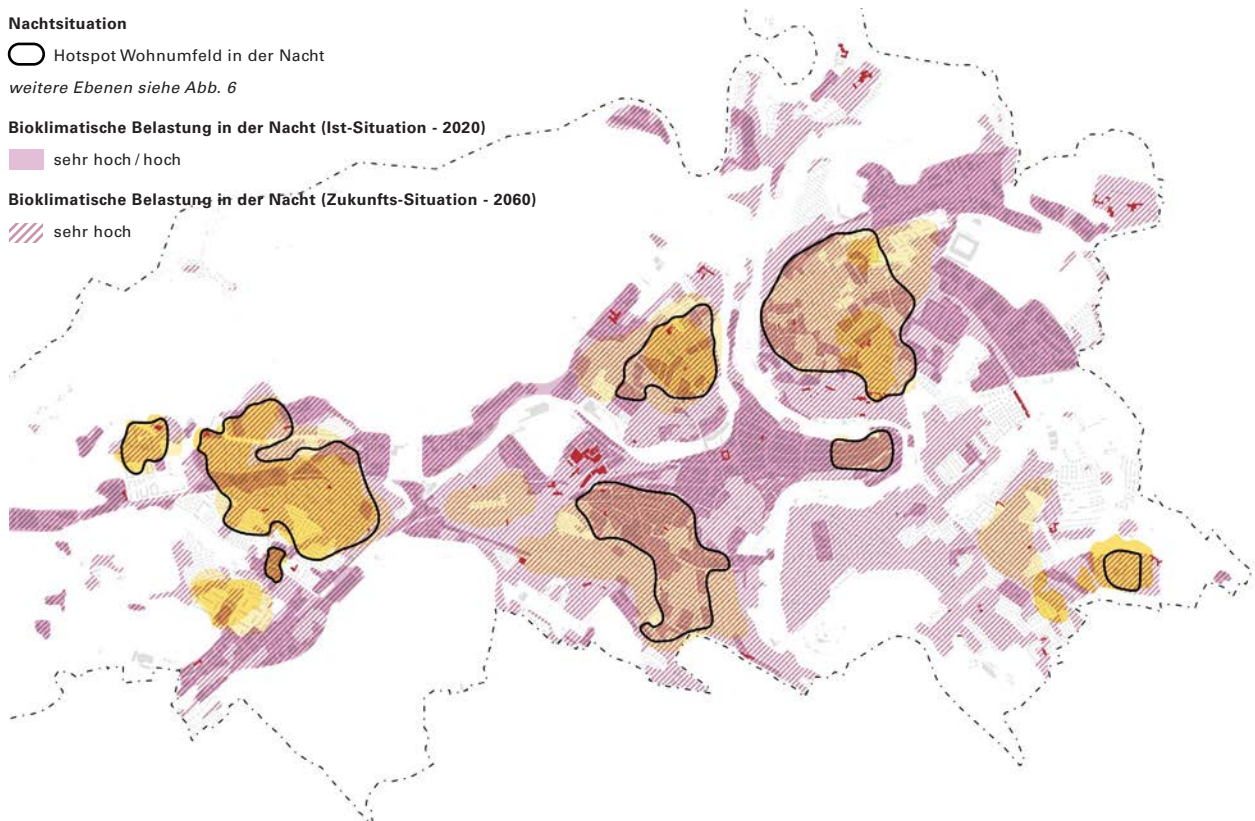 Nachtsituation
Hotspot Wohnumfeld in der Nacht
weitere Ebenen siehe Abb. 6
Bioklimatische Belastung in der Nacht (Ist-Situation - 2020)
sehr hoch / hoch
Bioklimatische Belastung in der Nacht (Zukunfts-Situation - 2060)
sehr hoch